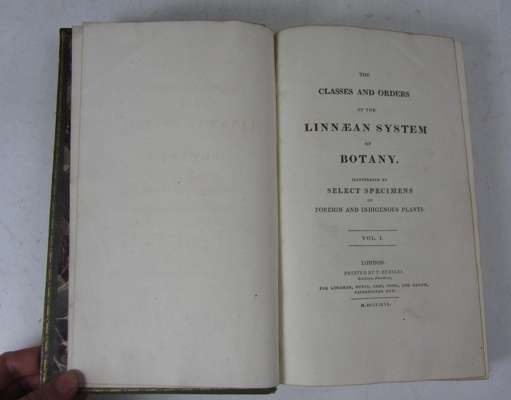 THE
CLASSES AND ORDERS
OF THE
LINNÆAN SYSTEM
OF
BOTANY.
ILLUSTRATED BY
SELECT SPECIMENS
OF
FOREIGN AND INDIGENOUS PLANTS.
VOL. I.
LONDON:
PRINTED BY T. BENSLEY,
FOR LONGMAN, HURST, REES, ORME, AND BROWN,
PATERNOSTER ROW.